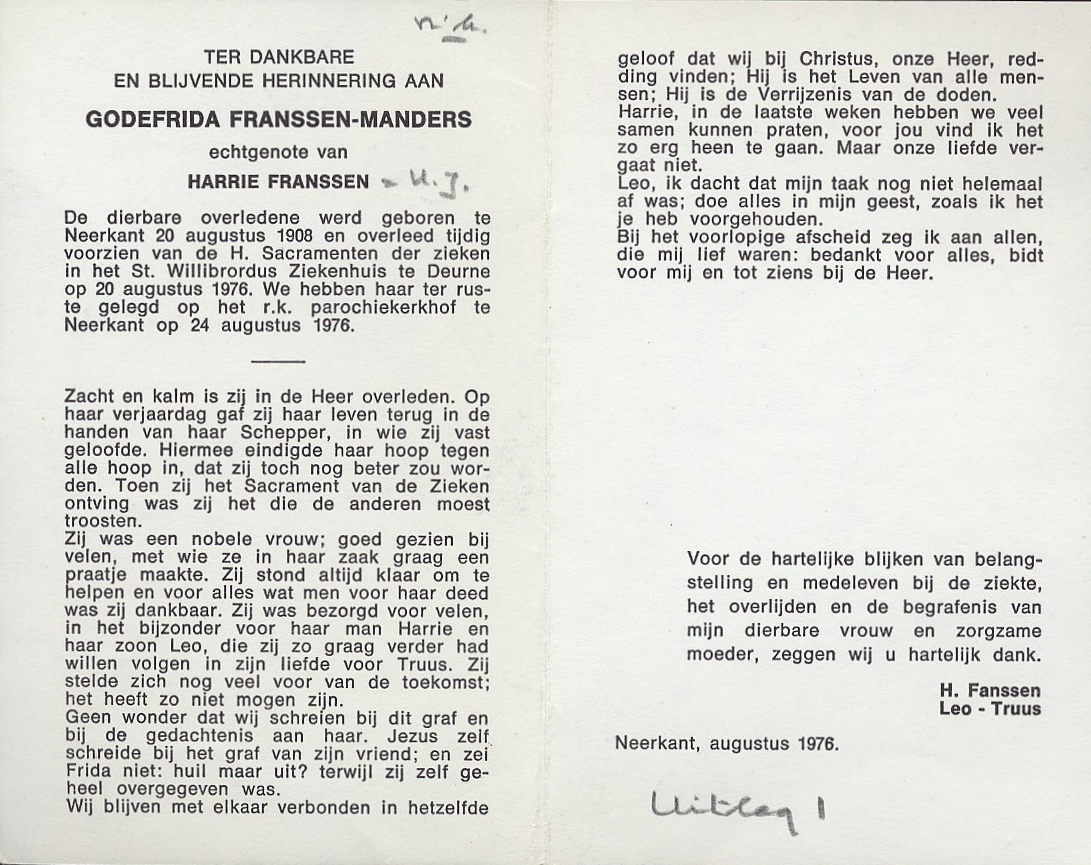 TER DANKBARE
EN BLIJVENDE HERINNERING AAN
GODEFRIDA FRANSSEN-MANDERS
echtgenote van
HARRIE FRANSSEN
De dierbare overledene werd geboren te
Neerkant 20 augustus 1908 en overleed tijdig
voorzien van de H. Sacramenten der zieken
in het St. Willibrordus Ziekenhuis te Deurne
op 20 augustus 1976. We hebben haar ter rus-
te gelegd op het r.k. parochiekerkhof te
Neerkant op 24 augustus 1976.
Zacht en kalm is zij in de Heer overleden. Op
haar verjaardag gaf zij haar leven terug in de
handen van haar Schepper, in wie zij vast
geloofde. Hiermee eindigde haar hoop tegen
alle hoop in, dat zij toch nog beter zou wor-
den. Toen zij het Sacrament van de Zieken
ontving was zij het die de anderen moest
troosten.
Zij was een nobele vrouw; goed gezien bij
velen, met wie ze in haar zaak graag een
praatje maakte. Zij stond altijd klaar om te
helpen en voor alles wat men voor haar deed
was zij dankbaar. Zij was bezorgd voor velen,
in het bijzonder voor haar man Harrie en
haar zoon Leo, die zij zo graag verder had
willen volgen in zijn liefde voor Truus. Zij
stelde zich nog veel voor van de toekomst;
het heeft zo niet mogen zijn.
Geen wonder dat wij schreien bij dit graf en
bij de gedachtenis aan haar. Jezus zelf
schreide bij het graf van zijn vriend; en zei
Frida niet: huil maar uit? terwijl zij zelf ge-
heel overgegeven was.
Wij blijven met elkaar verbonden in hetzelfde
geloof dat wij bij Christus, onze Heer, red-
ding vinden; Hij is het Leven van alle men-
sen; Hij is de Verrijzenis van de doden.
Harrie, in de laatste weken hebben we veel
samen kunnen praten, voor jou vind ik het
zo erg heen te gaan. Maar onze liefde ver-
gaat niet.
Leo, ik dacht dat mijn taak nog niet helemaal
af was; doe alles in mijn geest, zoals ik het
je heb voorgehouden.
Bij het voorlopige afscheid zeg ik aan allen,
die mij lief waren: bedankt voor alles, bidt
voor mij en tot ziens bij de Heer.
Voor de hartelijke blijken van belang-
stelling en medeleven bij de ziekte,
het overlijden en de begrafenis van
mijn dierbare vrouw en zorgzame
moeder, zeggen wij u hartelijk dank.
H. Fanssen
Leo - Truus
Neerkant, augustus 1976.